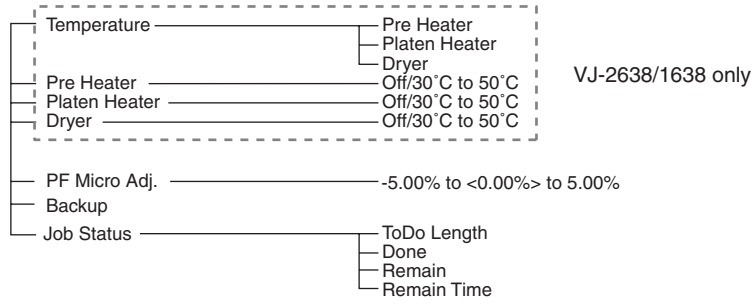 Temperature Pre Heater
Platen Heater
Dryer
Pre Heater Off/30˚C to 50˚C
Platen Heater Off/30˚C to 50˚C
Dryer Off/30˚C to 50˚C
VJ-2638/1638 only
PF Micro Adj. -5.00% to <0.00%> to 5.00%
Backup
Job Status ToDo Length
Done
Remain
Remain Time